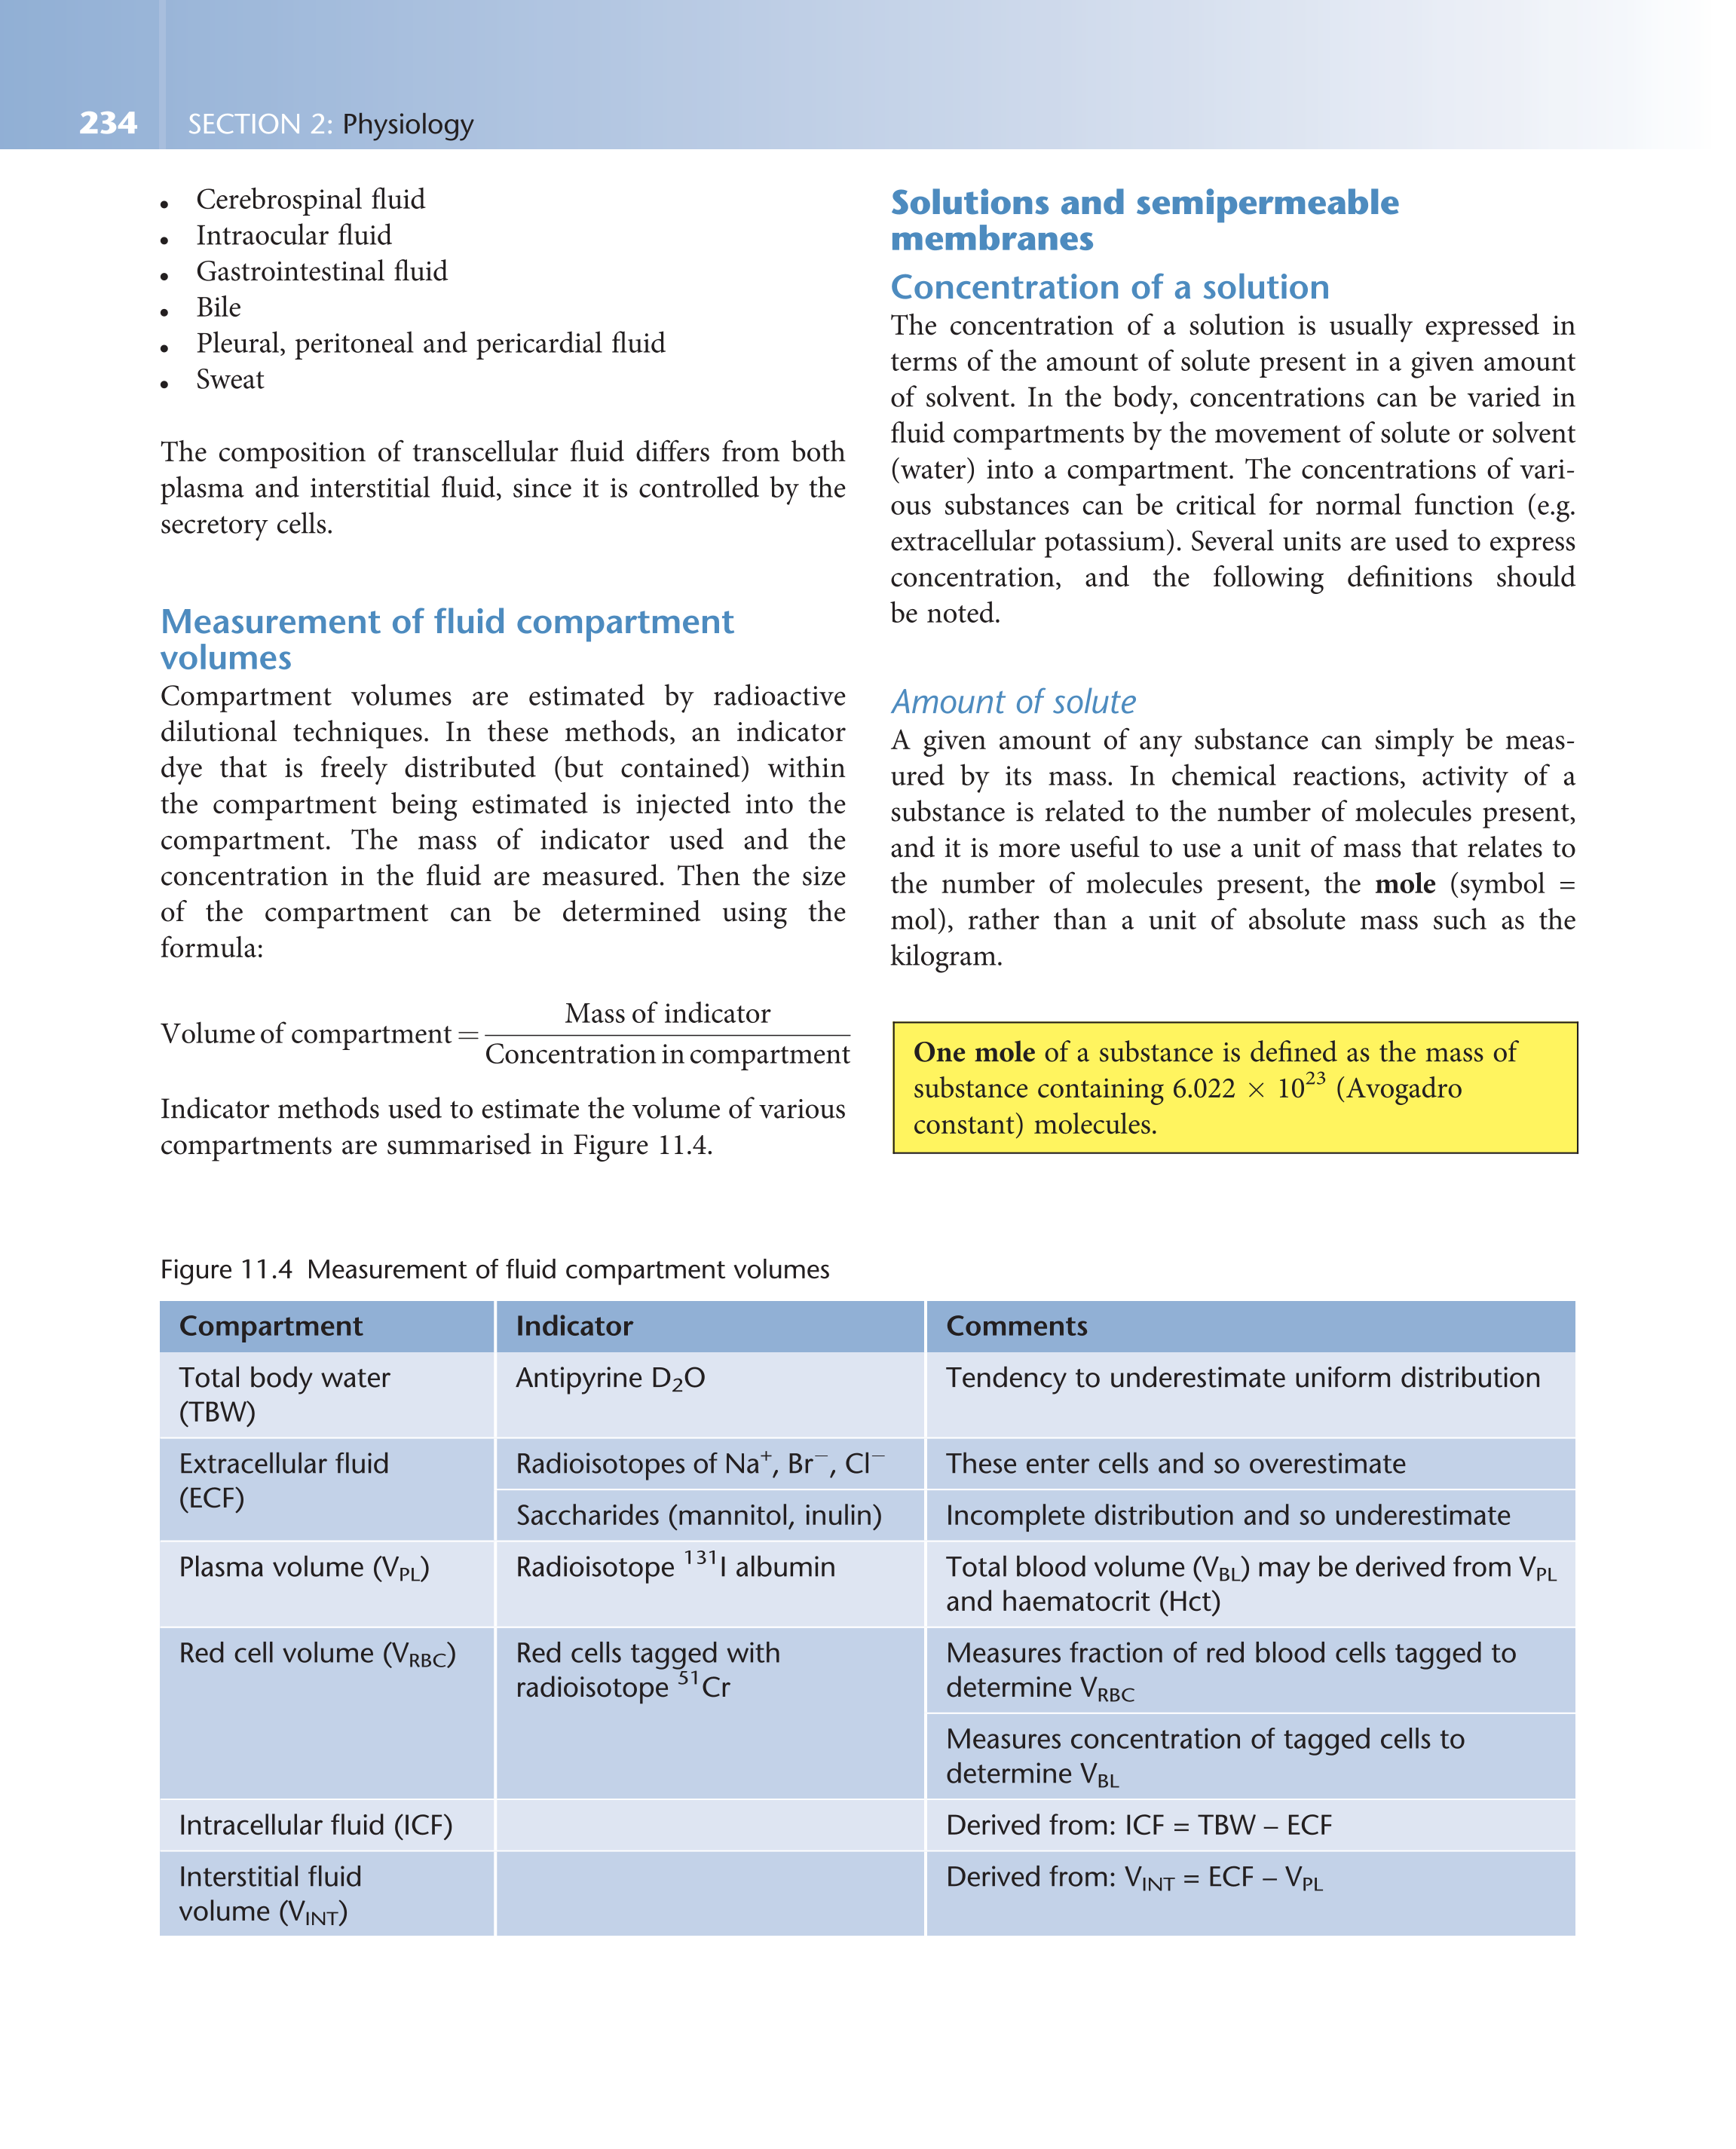 234 SECTION 2: Physiology
• Cerebrospinal fluid
• Intraocular fluid
• Gastrointestinal fluid
• Bile
• Pleural, peritoneal and pericardial fluid
• Sweat
The composition of transcellular fluid differs from both
plasma and interstitial fluid, since it is controlled by the
secretory cells.
Measurement of fluid compartment
volumes
Compartment volumes are estimated by radioactive
dilutional techniques. In these methods, an indicator
dye that is freely distributed (but contained) within
the compartment being estimated is injected into the
compartment. The mass of indicator used and the
concentration in the fluid are measured. Then the size
of the compartment can be determined using the
formula:
Volume of compartment = Mass of indicator / Concentration in compartment
Indicator methods used to estimate the volume of various
compartments are summarised in Figure 11.4.
Solutions and semipermeable
membranes
Concentration of a solution
The concentration of a solution is usually expressed in
terms of the amount of solute present in a given amount
of solvent. In the body, concentrations can be varied in
fluid compartments by the movement of solute or solvent
(water) into a compartment. The concentrations of vari-
ous substances can be critical for normal function (e.g.
extracellular potassium). Several units are used to express
concentration, and the following definitions should
be noted.
Amount of solute
A given amount of any substance can simply be meas-
ured by its mass. In chemical reactions, activity of a
substance is related to the number of molecules present,
and it is more useful to use a unit of mass that relates to
the number of molecules present, the mole (symbol =
mol), rather than a unit of absolute mass such as the
kilogram.
One mole of a substance is defined as the mass of
substance containing 6.022 × 10²³ (Avogadro
constant) molecules.
Figure 11.4 Measurement of fluid compartment volumes
Compartment Indicator Comments
Total body water Antipyrine D₂O Tendency to underestimate uniform distribution
(TBW)
Extracellular fluid Radioisotopes of Na⁺, Br⁻, Cl⁻ These enter cells and so overestimate
(ECF)
Saccharides (mannitol, inulin) Incomplete distribution and so underestimate
Plasma volume (V_PL) Radioisotope ¹³¹I albumin Total blood volume (V_BL) may be derived from V_PL
and haematocrit (Hct)
Red cell volume (V_RBC) Red cells tagged with Measures fraction of red blood cells tagged to
radioisotope ⁵¹Cr determine V_RBC
Measures concentration of tagged cells to
determine V_BL
Intracellular fluid (ICF) Derived from: ICF = TBW – ECF
Interstitial fluid Derived from: V_INT = ECF – V_PL
volume (V_INT)